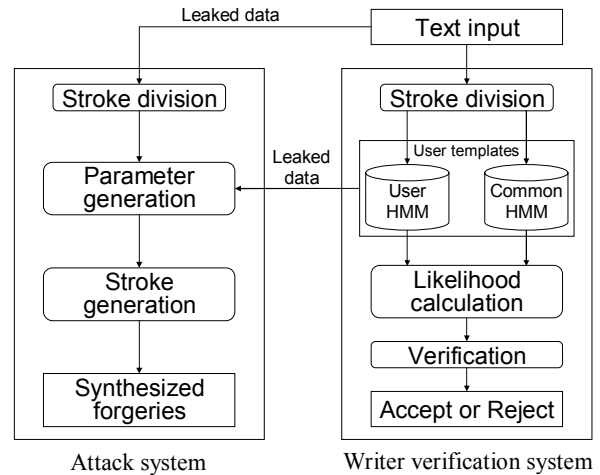 Leaked data
Text input
Stroke division
Stroke division
User templates
Leaked
data
Parameter
generation
User
HMM
Common
HMM
Stroke
generation
Likelihood
calculation
Verification
Synthesized
forgeries
Accept or Reject
Attack system
Writer verification system